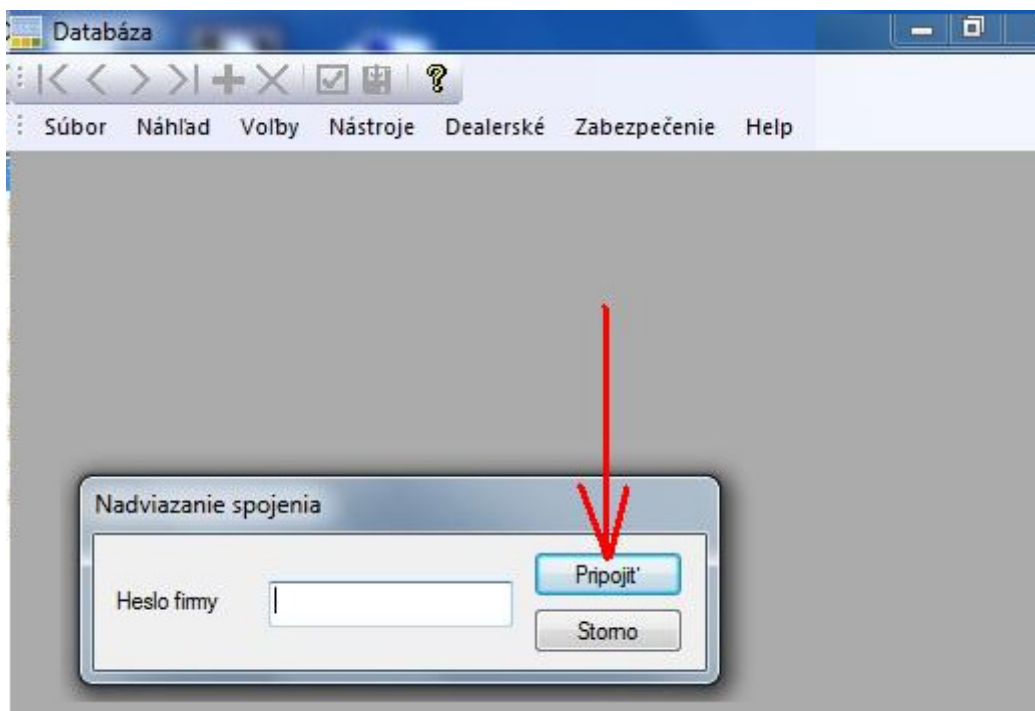 Databáza
Súbor Náhľad Voľby Nástroje Dealerské Zabezpečenie Help
Nadviazanie spojenia
Pripojiť
Heslo firmy
Storno